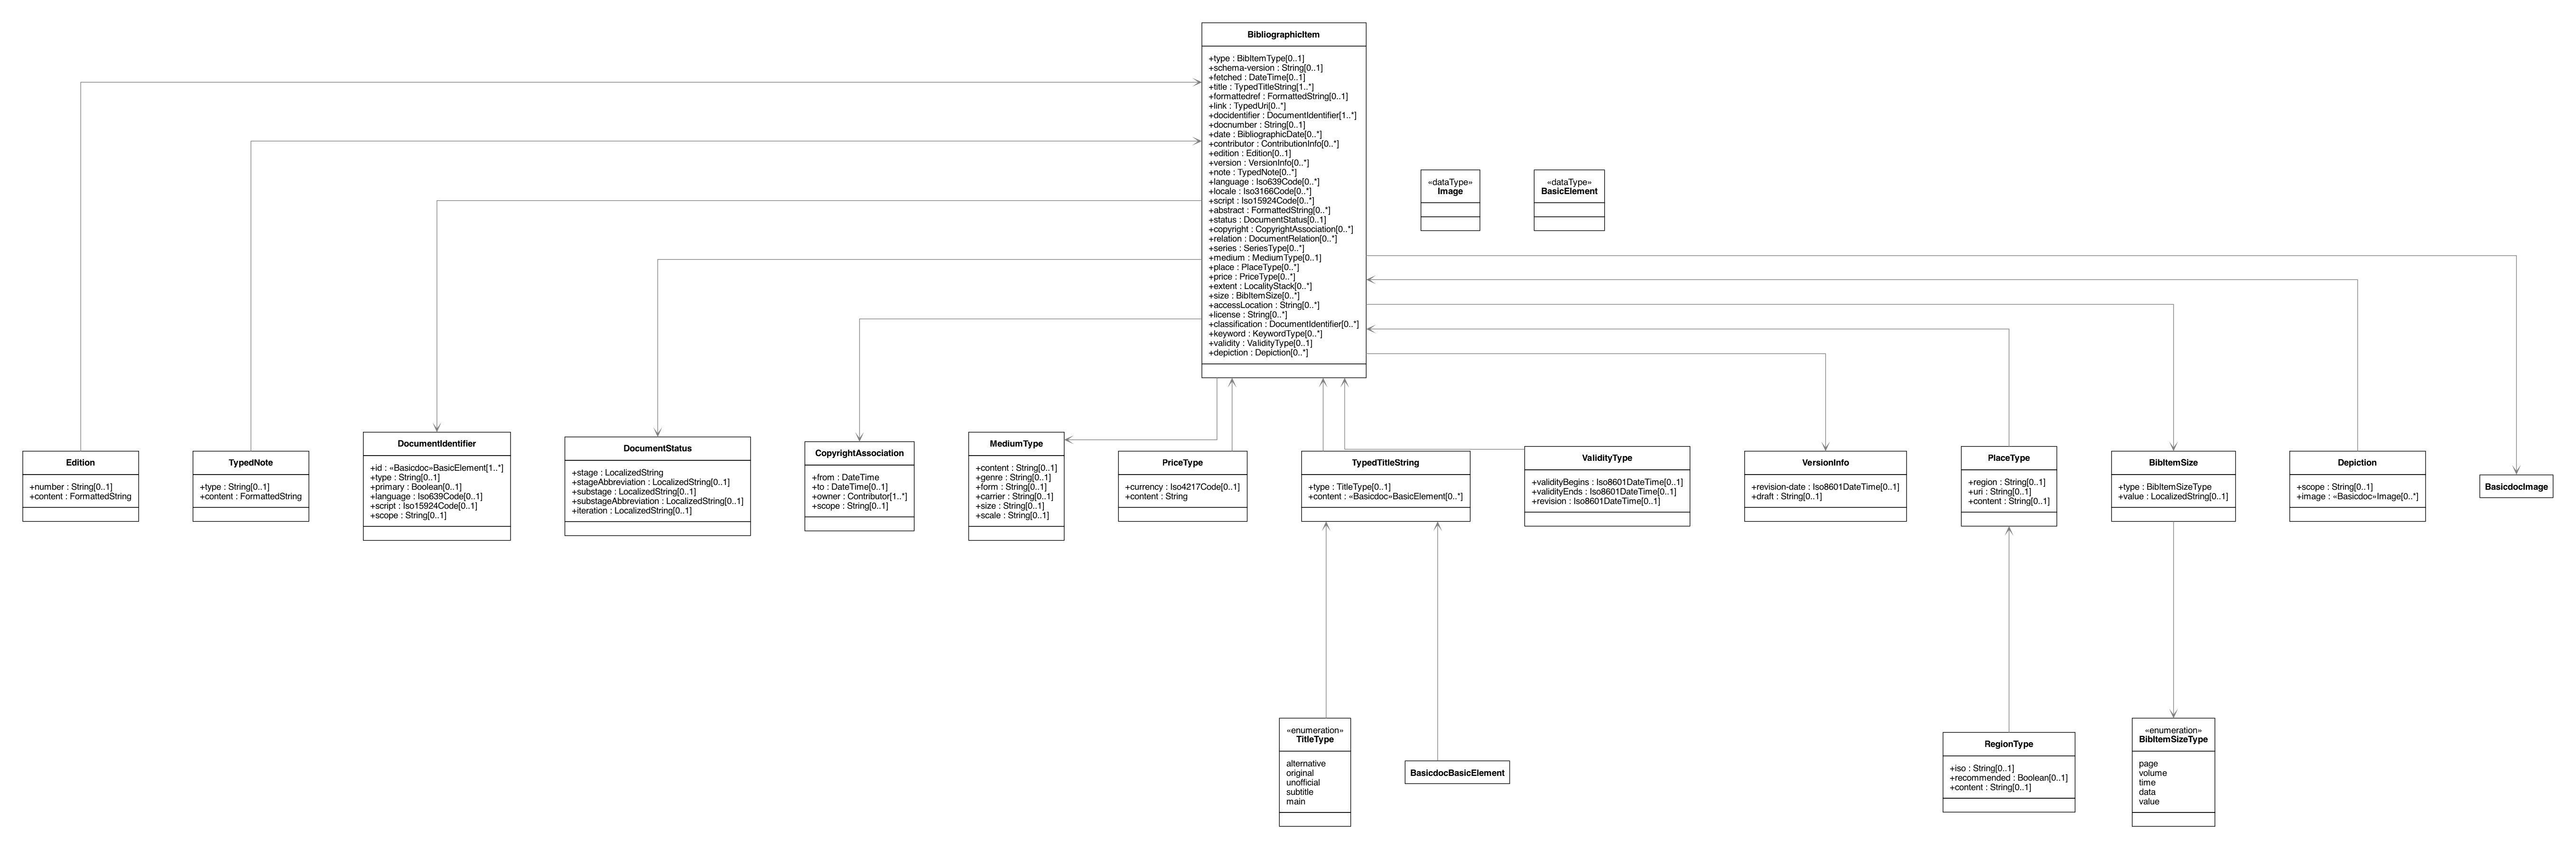 BibliographicItem
+type : BibItemType[0..1]
+schema-version : String[0..1]
+fetched : DateTime[0..1]
+title : TypedTitleString[1..*]
+formattedref : FormattedString[0..1]
+link : TypedUri[0..*]
+docidentifier : DocumentIdentifier[1..*]
+docnumber : String[0..1]
+date : BibliographicDate[0..*]
+contributor : ContributionInfo[0..*]
+edition : Edition[0..1]
+version : VersionInfo[0..*]
+note : TypedNote[0..*]
+language : Iso639Code[0..*]
+locale : Iso3166Code[0..*]
+script : Iso15924Code[0..*]
+abstract : FormattedString[0..*]
+status : DocumentStatus[0..1]
+copyright : CopyrightAssociation[0..*]
+relation : DocumentRelation[0..*]
+series : SeriesType[0..*]
+medium : MediumType[0..1]
+place : PlaceType[0..*]
+price : PriceType[0..*]
+extent : LocalityStack[0..*]
+size : BibItemSize[0..*]
+accessLocation : String[0..*]
+license : String[0..*]
+classification : DocumentIdentifier[0..*]
+keyword : KeywordType[0..*]
+validity : ValidityType[0..1]
+depiction : Depiction[0..*]
«dataType»
Image
«dataType»
BasicElement
Edition
+number : String[0..1]
+content : FormattedString
TypedNote
+type : String[0..1]
+content : FormattedString
DocumentIdentifier
+id : «Basicdoc»BasicElement[1..*]
+type : String[0..1]
+primary : Boolean[0..1]
+language : Iso639Code[0..1]
+script : Iso15924Code[0..1]
+scope : String[0..1]
DocumentStatus
+stage : LocalizedString
+stageAbbreviation : LocalizedString[0..1]
+substage : LocalizedString[0..1]
+substageAbbreviation : LocalizedString[0..1]
+iteration : LocalizedString[0..1]
CopyrightAssociation
+from : DateTime
+to : DateTime[0..1]
+owner : Contributor[1..*]
+scope : String[0..1]
MediumType
+content : String[0..1]
+genre : String[0..1]
+form : String[0..1]
+carrier : String[0..1]
+size : String[0..1]
+scale : String[0..1]
PriceType
+currency : Iso4217Code[0..1]
+content : String
TypedTitleString
+type : TitleType[0..1]
+content : «Basicdoc»BasicElement[0..*]
ValidityType
+validityBegins : Iso8601DateTime[0..1]
+validityEnds : Iso8601DateTime[0..1]
+revision : Iso8601DateTime[0..1]
VersionInfo
+revision-date : Iso8601DateTime[0..1]
+draft : String[0..1]
PlaceType
+region : String[0..1]
+uri : String[0..1]
+content : String[0..1]
BibItemSize
+type : BibItemSizeType
+value : LocalizedString[0..1]
Depiction
+scope : String[0..1]
+image : «Basicdoc»Image[0..*]
BasicdocImage
«enumeration»
TitleType
alternative
original
unofficial
subtitle
main
BasicdocBasicElement
RegionType
+iso : String[0..1]
+recommended : Boolean[0..1]
+content : String[0..1]
«enumeration»
BibItemSizeType
page
volume
time
data
value